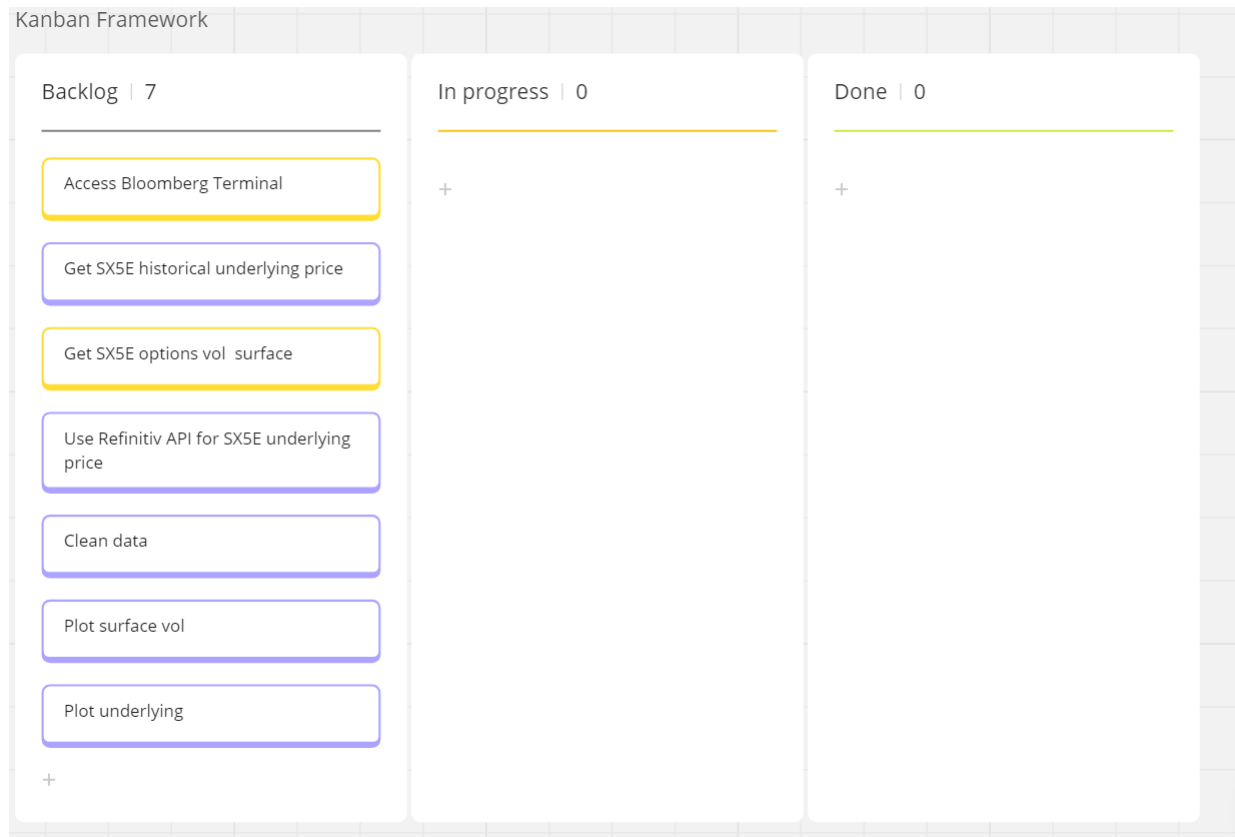 Kanban Framework
Backlog | 7
In progress | 0
Done | 0
Access Bloomberg Terminal
+
+
Get SX5E historical underlying price
Get SX5E options vol  surface
Use Refinitiv API for SX5E underlying
price
Clean data
Plot surface vol
Plot underlying
+